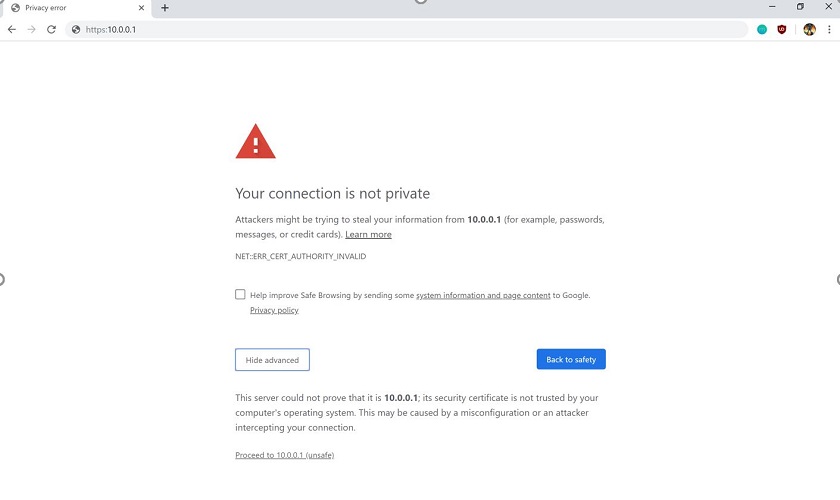 Privacy error
https:10.0.0.1
Your connection is not private
Attackers might be trying to steal your information from 10.0.0.1 (for example, passwords,
messages, or credit cards). Learn more
NET::ERR_CERT_AUTHORITY_INVALID
Help improve Safe Browsing by sending some system information and page content to Google.
Privacy policy
Hide advanced
Back to safety
This server could not prove that it is 10.0.0.1; its security certificate is not trusted by your
computer's operating system. This may be caused by a misconfiguration or an attacker
intercepting your connection.
Proceed to 10.0.0.1 (unsafe)